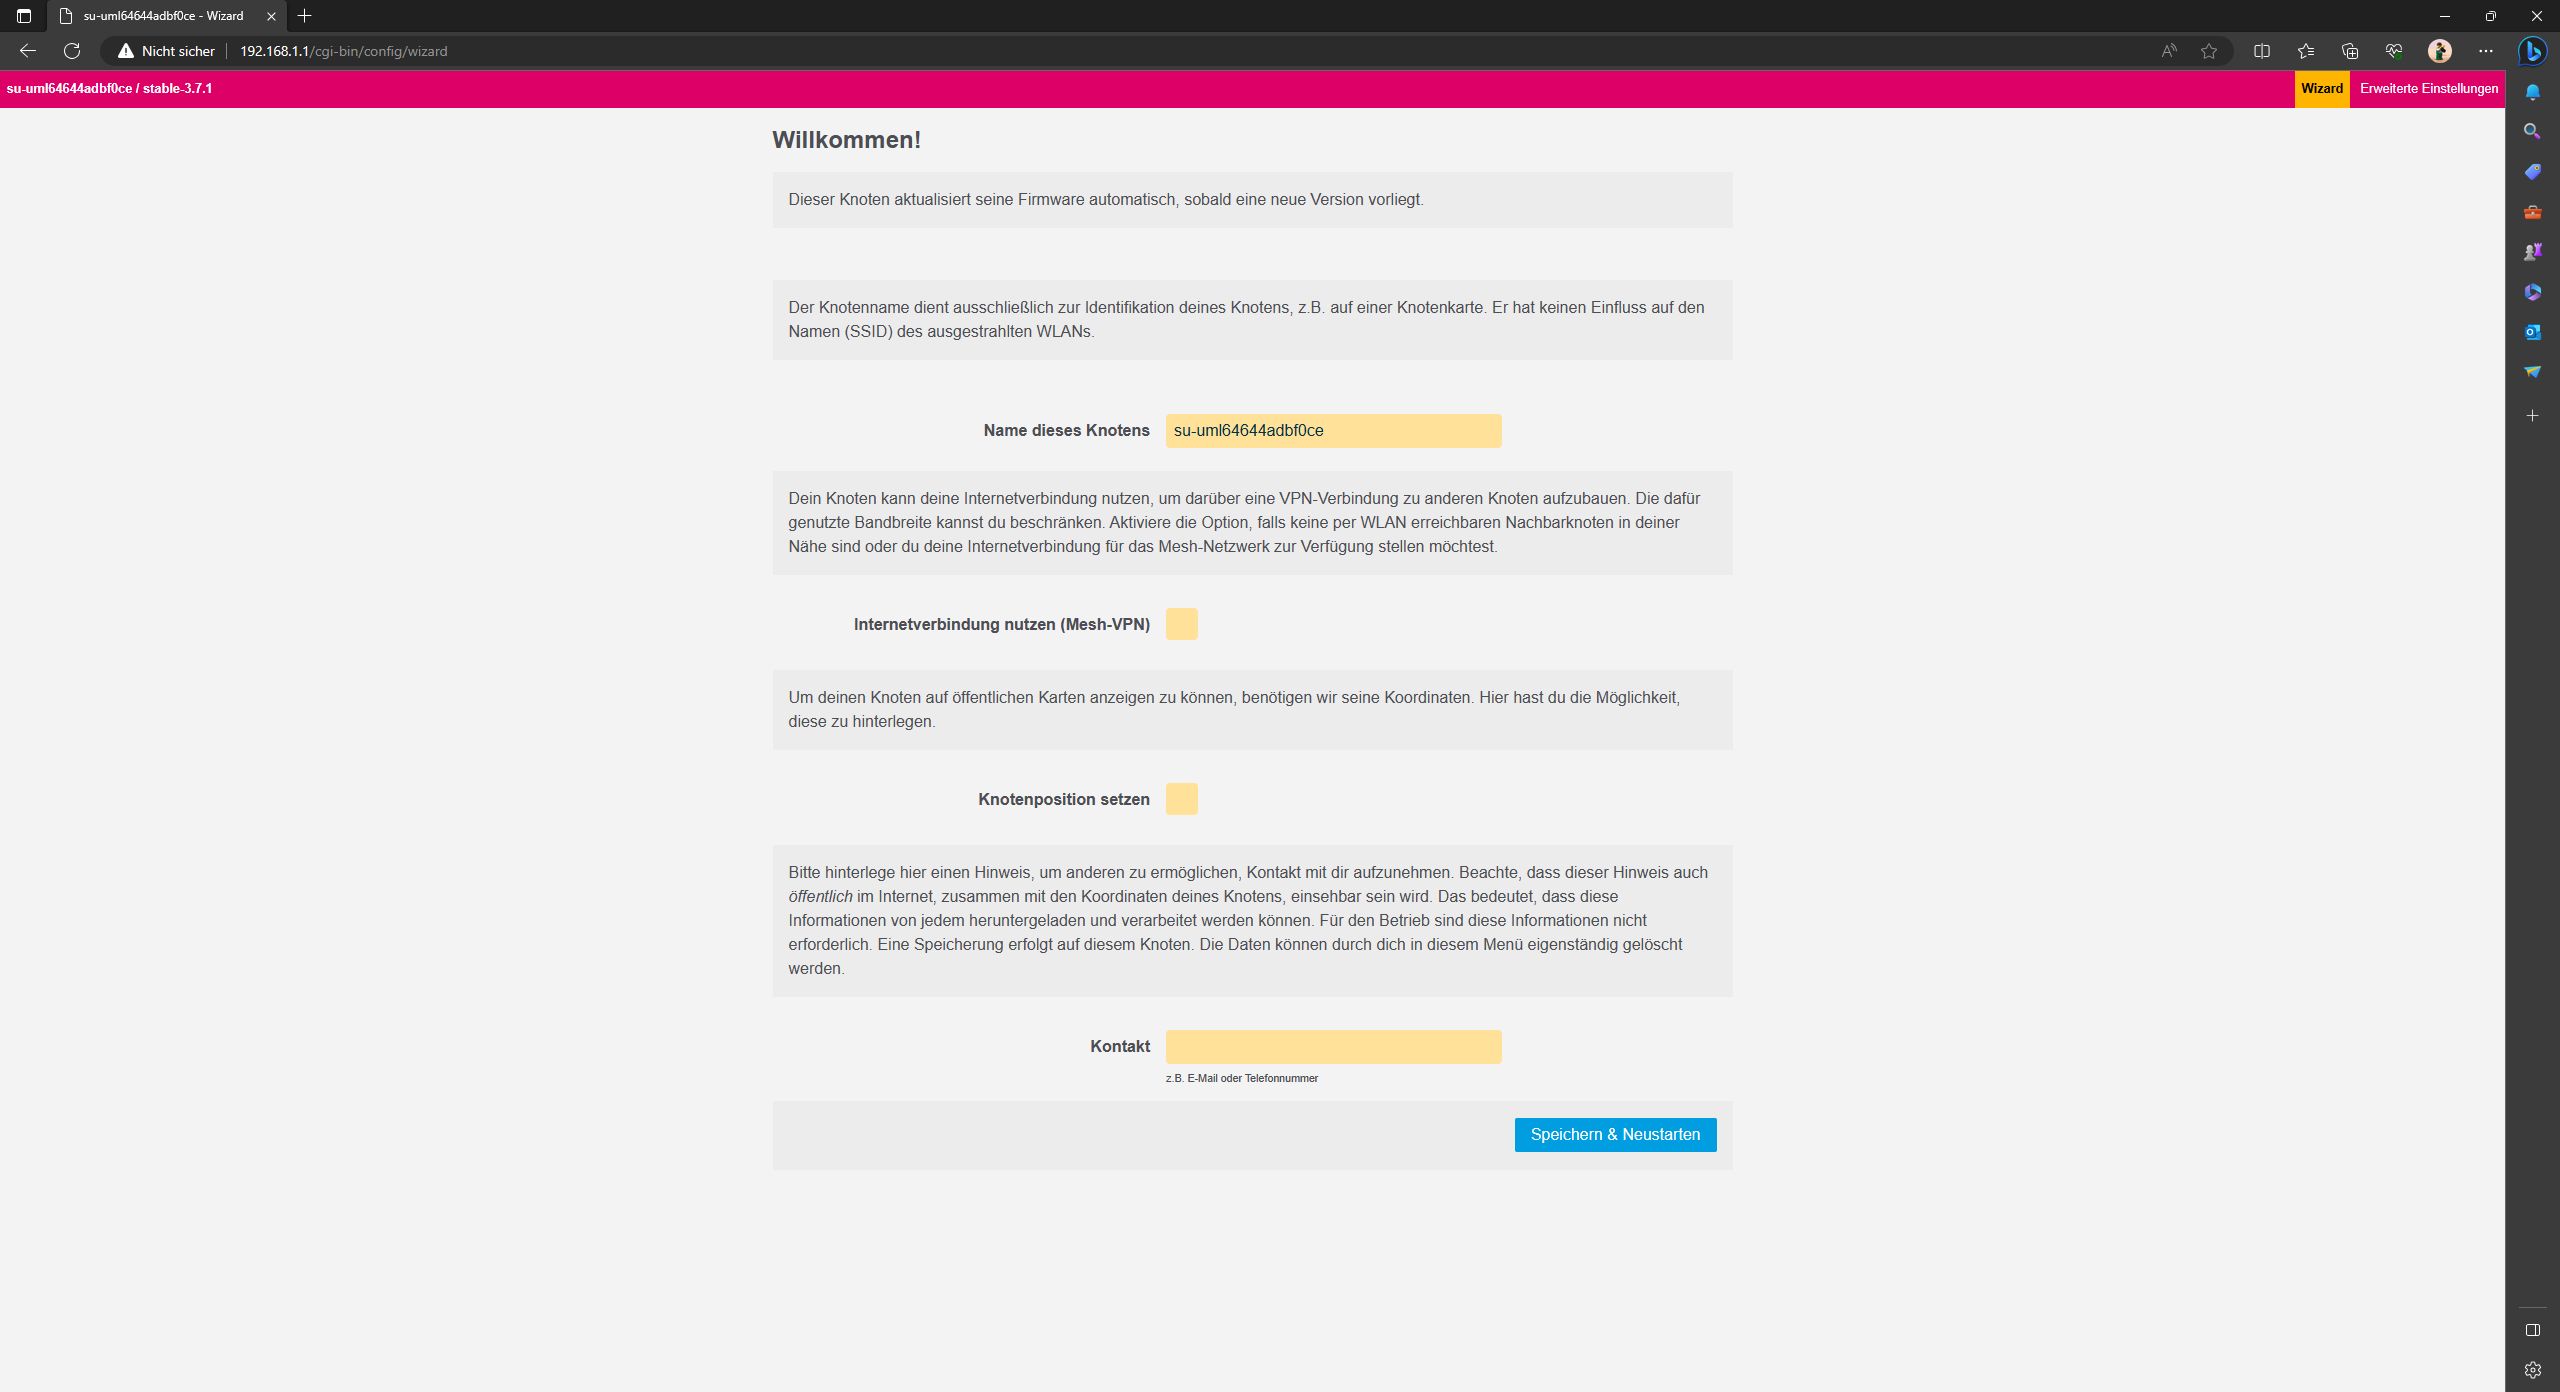 su-uml64644adbf0ce - Wizard
Nicht sicher
192.168.1.1/cgi-bin/config/wizard
su-uml64644adbf0ce / stable-3.7.1
Wizard
Erweiterte Einstellungen
Willkommen!
Dieser Knoten aktualisiert seine Firmware automatisch, sobald eine neue Version vorliegt.
Der Knotenname dient ausschließlich zur Identifikation deines Knotens, z.B. auf einer Knotenkarte. Er hat keinen Einfluss auf den
Namen (SSID) des ausgestrahlten WLANs.
Name dieses Knotens
su-uml64644adbf0ce
Dein Knoten kann deine Internetverbindung nutzen, um darüber eine VPN-Verbindung zu anderen Knoten aufzubauen. Die dafür
genutzte Bandbreite kannst du beschränken. Aktiviere die Option, falls keine per WLAN erreichbaren Nachbarknoten in deiner
Nähe sind oder du deine Internetverbindung für das Mesh-Netzwerk zur Verfügung stellen möchtest.
Internetverbindung nutzen (Mesh-VPN)
Um deinen Knoten auf öffentlichen Karten anzeigen zu können, benötigen wir seine Koordinaten. Hier hast du die Möglichkeit,
diese zu hinterlegen.
Knotenposition setzen
Bitte hinterlege hier einen Hinweis, um anderen zu ermöglichen, Kontakt mit dir aufzunehmen. Beachte, dass dieser Hinweis auch
öffentlich im Internet, zusammen mit den Koordinaten deines Knotens, einsehbar sein wird. Das bedeutet, dass diese
Informationen von jedem heruntergeladen und verarbeitet werden können. Für den Betrieb sind diese Informationen nicht
erforderlich. Eine Speicherung erfolgt auf diesem Knoten. Die Daten können durch dich in diesem Menü eigenständig gelöscht
werden.
Kontakt
z.B. E-Mail oder Telefonnummer
Speichern & Neustarten